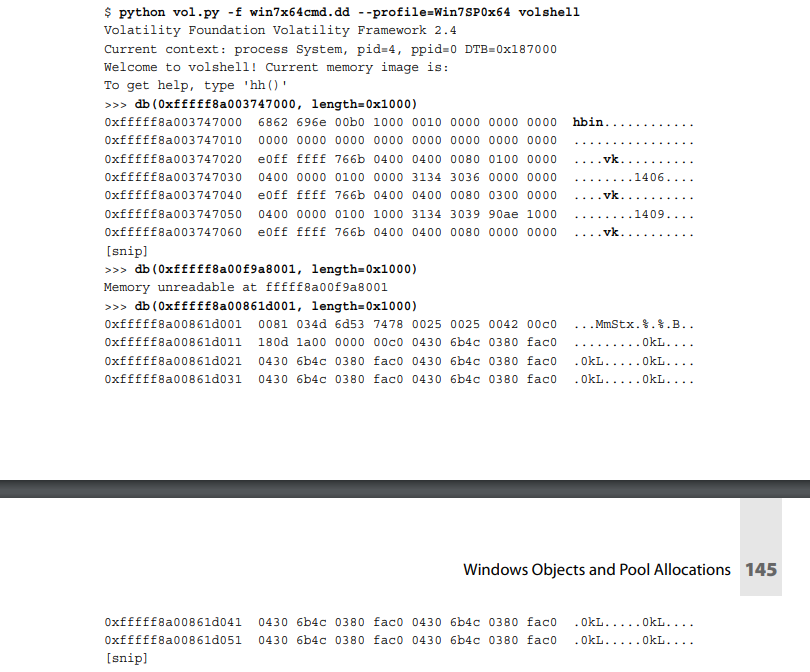 $ python vol.py -f win7x64cmd.dd --profile=Win7SP0x64 volshell
Volatility Foundation Volatility Framework 2.4
Current context: process System, pid=4, ppid=0 DTB=0x187000
Welcome to volshell! Current memory image is:
To get help, type 'hh()'
>>> db(0xfffff8a003747000, length=0x1000)
0xfffff8a003747000 6862 696e 00b0 1000 0010 0000 0000 0000 hbin............
0xfffff8a003747010 0000 0000 0000 0000 0000 0000 0000 0000 ................
0xfffff8a003747020 e0ff ffff 766b 0400 0400 0080 0100 0000 ....vk..........
0xfffff8a003747030 0400 0000 0100 0000 3134 3036 0000 0000 ........1406....
0xfffff8a003747040 e0ff ffff 766b 0400 0400 0080 0300 0000 ....vk..........
0xfffff8a003747050 0400 0000 0100 1000 3134 3039 90ae 1000 ........1409....
0xfffff8a003747060 e0ff ffff 766b 0400 0400 0080 0000 0000 ....vk..........
[snip]
>>> db(0xfffff8a00f9a8001, length=0x1000)
Memory unreadable at fffff8a00f9a8001
>>> db(0xfffff8a00861d001, length=0x1000)
0xfffff8a00861d001 0081 034d 6d53 7478 0025 0025 0042 00c0 ...MmStx.%.%.B..
0xfffff8a00861d011 180d 1a00 0000 00c0 0430 6b4c 0380 fac0 .........0kL....
0xfffff8a00861d021 0430 6b4c 0380 fac0 0430 6b4c 0380 fac0 .0kL.....0kL....
0xfffff8a00861d031 0430 6b4c 0380 fac0 0430 6b4c 0380 fac0 .0kL.....0kL....
Windows Objects and Pool Allocations 145
0xfffff8a00861d041 0430 6b4c 0380 fac0 0430 6b4c 0380 fac0 .0kL.....0kL....
0xfffff8a00861d051 0430 6b4c 0380 fac0 0430 6b4c 0380 fac0 .0kL.....0kL....
[snip]